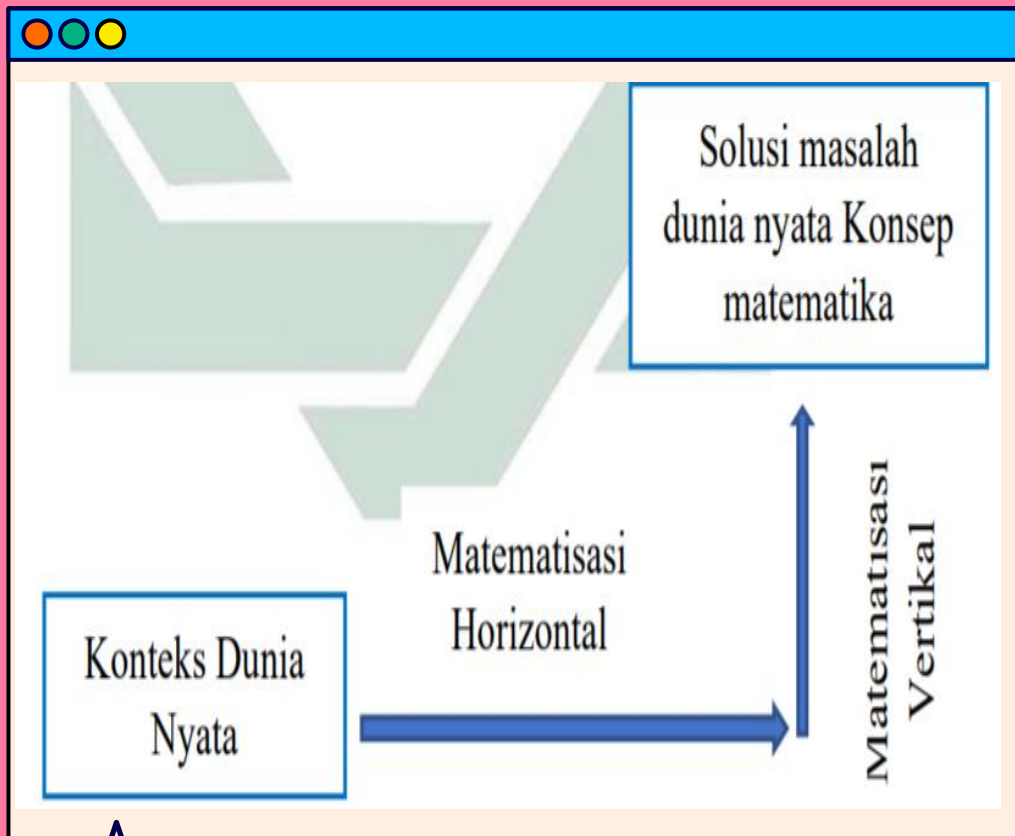 Solusi masalah
dunia nyata Konsep
matematika
Matematisasi
Horizontal
Matematisasi
Vertikal
Konteks Dunia
Nyata